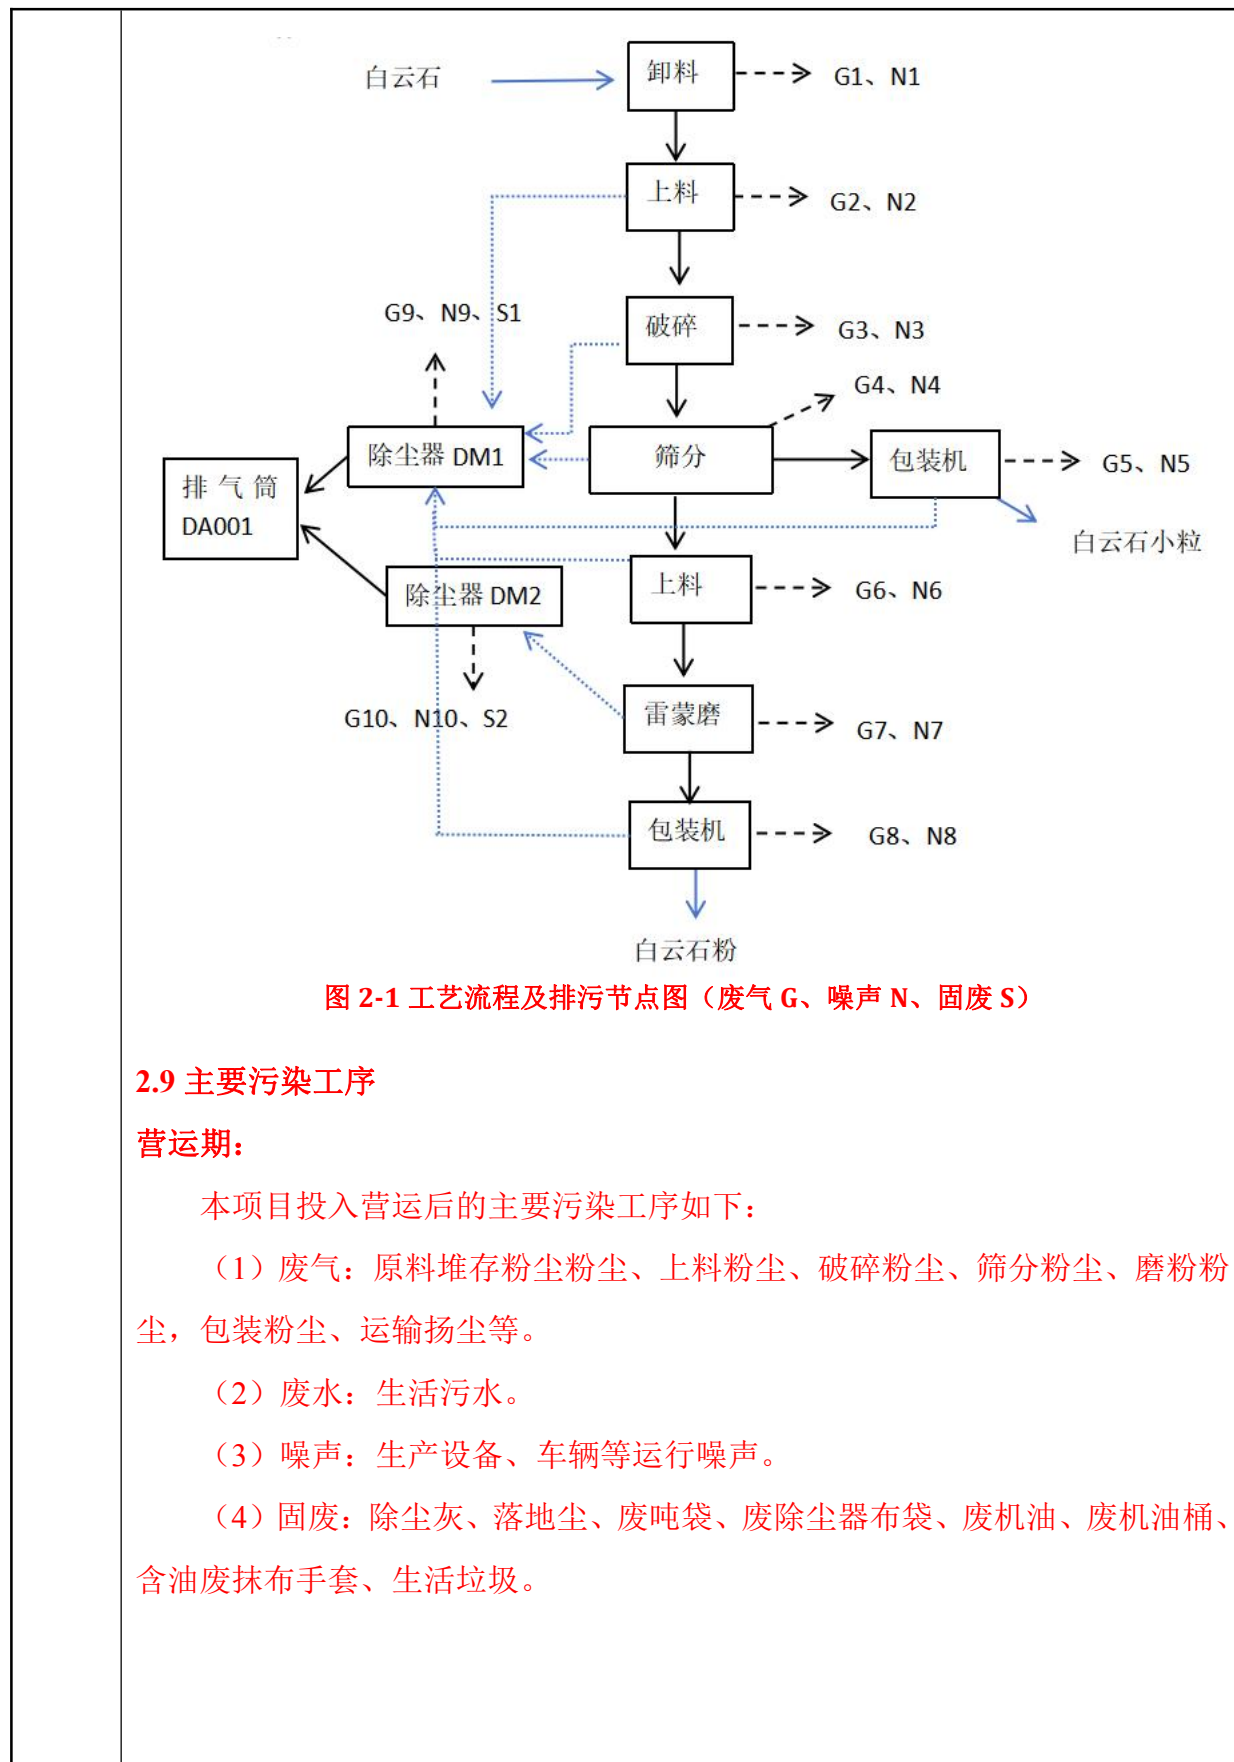 白云石
卸料
G1、N1
上料
G2、N2
破碎
G3、N3
G9、N9、S1
G4、N4
除尘器 DM1
筛分
包装机
G5、N5
排气筒
DA001
白云石小粒
除尘器 DM2
上料
G6、N6
G10、N10、S2
雷蒙磨
G7、N7
包装机
G8、N8
白云石粉
图 2-1 工艺流程及排污节点图（废气 G、噪声 N、固废 S）
2.9 主要污染工序
营运期：
本项目投入营运后的主要污染工序如下：
（1）废气：原料堆存粉尘粉尘、上料粉尘、破碎粉尘、筛分粉尘、磨粉粉
尘，包装粉尘、运输扬尘等。
（2）废水：生活污水。
（3）噪声：生产设备、车辆等运行噪声。
（4）固废：除尘灰、落地尘、废吨袋、废除尘器布袋、废机油、废机油桶、
含油废抹布手套、生活垃圾。